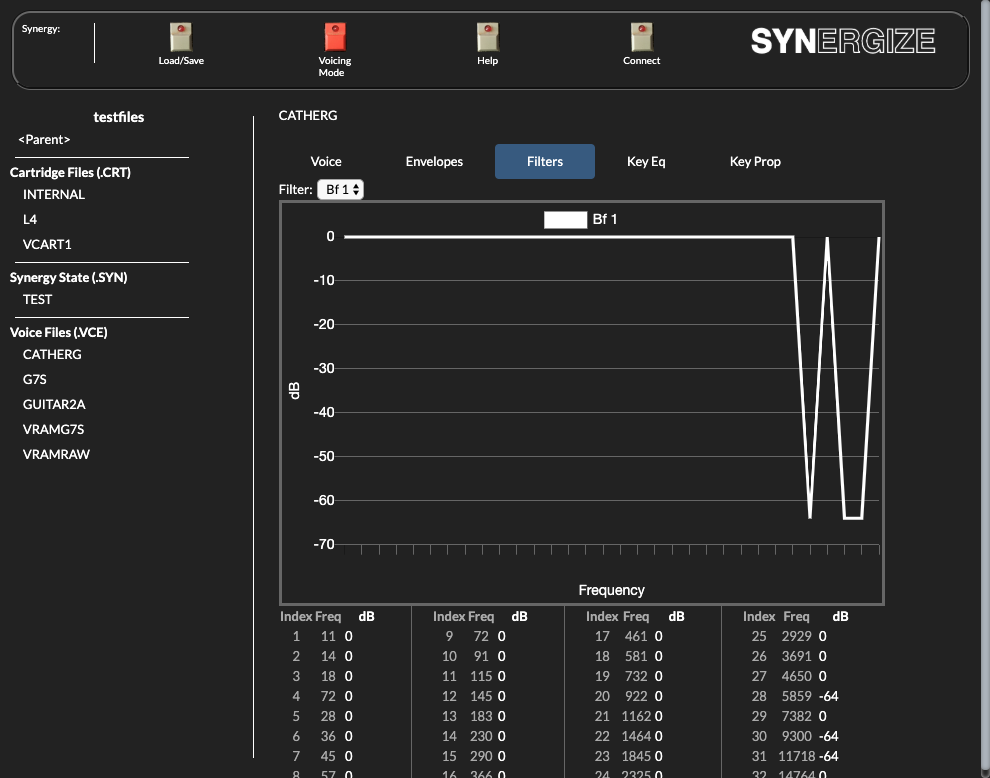 Synergy:
Load/Save
Voicing
Mode
Help
Connect
SYNERGIZE
testfiles
<Parent>
Cartridge Files (.CRT)
INTERNAL
L4
VCART1
Synergy State (.SYN)
TEST
Voice Files (.VCE)
CATHERG
G7S
GUITAR2A
VRAMG7S
VRAMRAW
CATHERG
Voice Envelopes Filters Key Eq Key Prop
Filter: Bf 1
Bf 1
0
-10
-20
-30
-40
-50
-60
-70
dB
Frequency
Index Freq dB Index Freq dB Index Freq dB Index Freq dB
1 11 0 9 72 0 17 461 0 25 2929 0
2 14 0 10 91 0 18 581 0 26 3691 0
3 18 0 11 115 0 19 732 0 27 4650 0
4 72 0 12 145 0 20 922 0 28 5859 -64
5 28 0 13 183 0 21 1162 0 29 7382 0
6 36 0 14 230 0 22 1464 0 30 9300 -64
7 45 0 15 290 0 23 1845 0 31 11718 -64
8 57 0 16 366 0 24 2325 0 32 14764 0